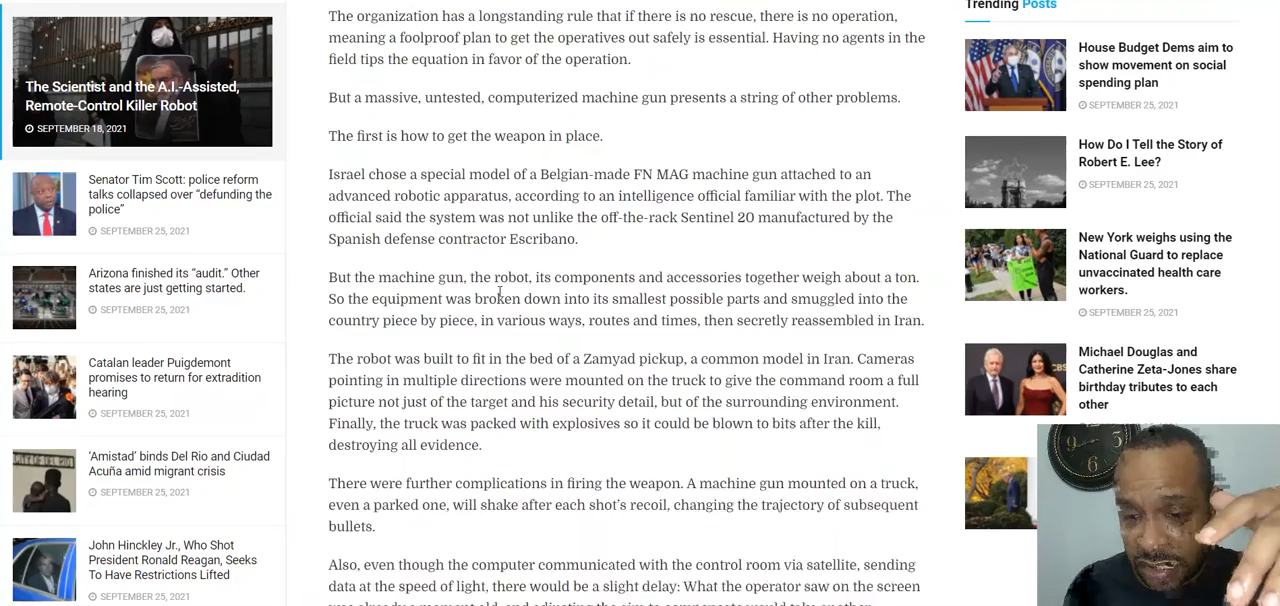 The Scientist and the A.I.-Assisted,
Remote-Control Killer Robot
SEPTEMBER 18, 2021
Senator Tim Scott: police reform
talks collapsed over “defunding the
police”
SEPTEMBER 25, 2021
Arizona finished its “audit.” Other
states are just getting started.
SEPTEMBER 25, 2021
Catalan leader Puigdemont
promises to return for extradition
hearing
SEPTEMBER 25, 2021
‘Amistad’ binds Del Rio and Ciudad
Acuña amid migrant crisis
SEPTEMBER 25, 2021
John Hinckley Jr., Who Shot
President Ronald Reagan, Seeks
To Have Restrictions Lifted
SEPTEMBER 25, 2021
The organization has a longstanding rule that if there is no rescue, there is no operation,
meaning a foolproof plan to get the operatives out safely is essential. Having no agents in the
field tips the equation in favor of the operation.
But a massive, untested, computerized machine gun presents a string of other problems.
The first is how to get the weapon in place.
Israel chose a special model of a Belgian-made FN MAG machine gun attached to an
advanced robotic apparatus, according to an intelligence official familiar with the plot. The
official said the system was not unlike the off-the-rack Sentinel 20 manufactured by the
Spanish defense contractor Escribano.
But the machine gun, the robot, its components and accessories together weigh about a ton.
So the equipment was broken down into its smallest possible parts and smuggled into the
country piece by piece, in various ways, routes and times, then secretly reassembled in Iran.
The robot was built to fit in the bed of a Zamyad pickup, a common model in Iran. Cameras
pointing in multiple directions were mounted on the truck to give the command room a full
picture not just of the target and his security detail, but of the surrounding environment.
Finally, the truck was packed with explosives so it could be blown to bits after the kill,
destroying all evidence.
There were further complications in firing the weapon. A machine gun mounted on a truck,
even a parked one, will shake after each shot’s recoil, changing the trajectory of subsequent
bullets.
Also, even though the computer communicated with the control room via satellite, sending
data at the speed of light, there would be a slight delay: What the operator saw on the screen
was already a moment old, and adjusting the aim to compensate would take another
Trending Posts
House Budget Dems aim to
show movement on social
spending plan
SEPTEMBER 25, 2021
How Do I Tell the Story of
Robert E. Lee?
SEPTEMBER 25, 2021
New York weighs using the
National Guard to replace
unvaccinated health care
workers.
SEPTEMBER 25, 2021
Michael Douglas and
Catherine Zeta-Jones share
birthday tributes to each
other
9
8
7
6
5
4